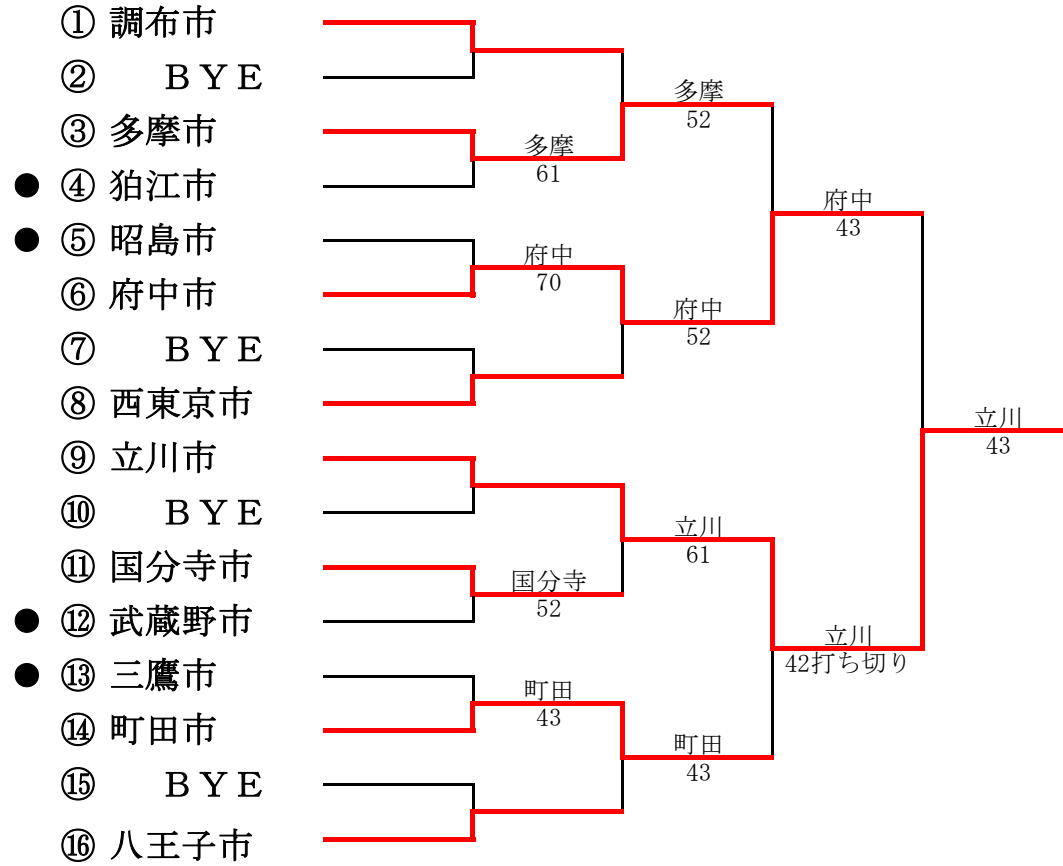 ① 調布市
② ＢＹＥ
③ 多摩市
● ④ 狛江市
● ⑤ 昭島市
⑥ 府中市
⑦ ＢＹＥ
⑧ 西東京市
⑨ 立川市
⑩ ＢＹＥ
⑪ 国分寺市
● ⑫ 武蔵野市
● ⑬ 三鷹市
⑭ 町田市
⑮ ＢＹＥ
⑯ 八王子市
多摩
61
府中
70
国分寺
52
町田
43
多摩
52
府中
52
立川
61
町田
43
府中
43
立川
42打ち切り
立川
43